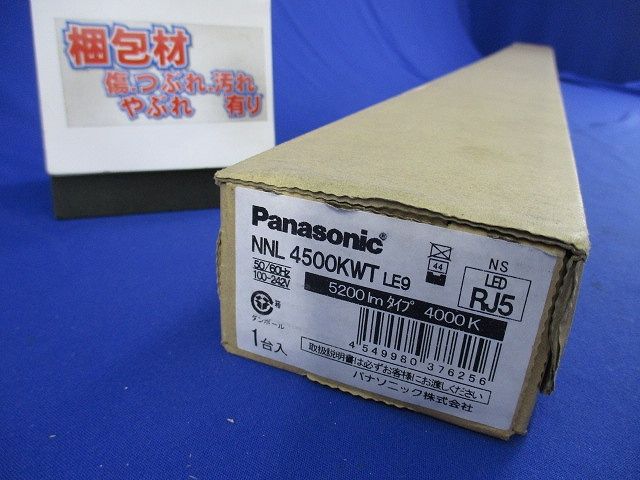 梱包材
傷.つぶれ.汚れ
やぶれ 有り
Panasonic®
NNL 4500KWT LE9
50/60Hz
100-242V
5200 lm タイプ 4000K
44
NS
LED
RJ5
箱
ダンボール
1台入
4 549980 376256
取扱説明書は必ずお客様にお渡しください
パナソニック株式会社